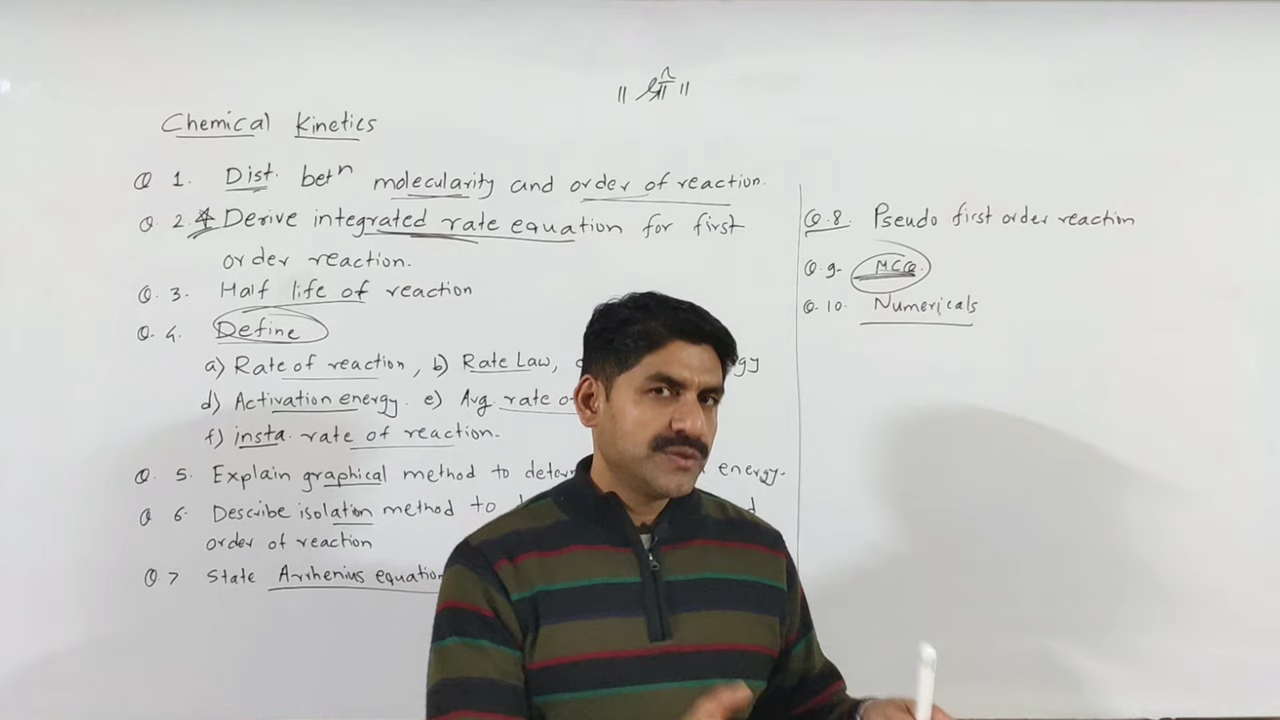 ॥ श्री ॥
Chemical Kinetics
Q 1. Dist. betⁿ molecularity and order of reaction.
Q. 2. Derive integrated rate equation for first
order reaction.
Q. 3. Half life of reaction
Q. 4. Define
a) Rate of reaction, b) Rate Law,
d) Activation energy. e) Avg. rate
f) insta. rate of reaction.
Q. 5. Explain graphical method to energy.
Q 6. Describe isolation method to
order of reaction
Q. 7 State Arrhenius equation
Q.8. Pseudo first order reaction
Q.9. MCQ.
Q.10. Numericals